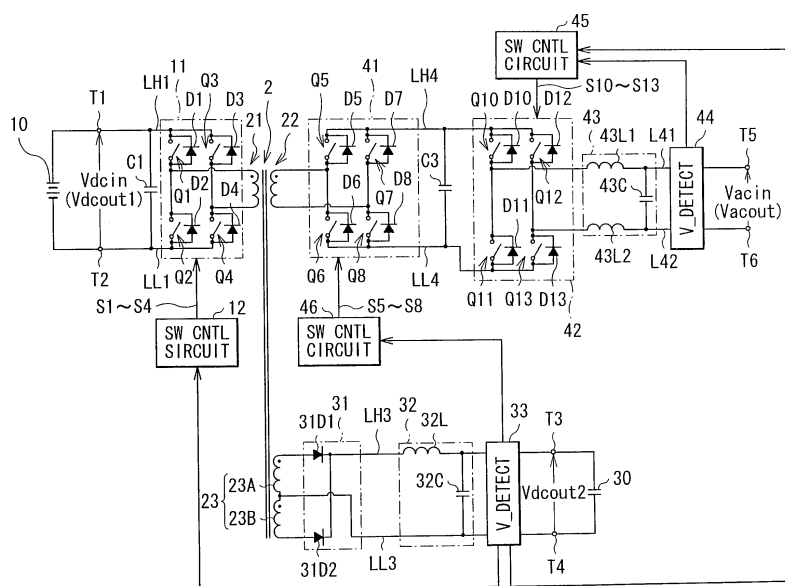 45
SW CNTL
CIRCUIT
S10~S13
11
Q3
LH1
D1
D3
2
21
22
Q5
41
D5
D7
LH4
Q10
D10
D12
43
43L1
L41
44
T1
T5
10
C1
Vdcin
(Vdcout1)
Q1
D2
D4
Q7
D6
D8
C3
Q12
D11
43C
V_DETECT
Vacin
(Vacout)
T2
LL1
Q2
Q4
Q6
Q8
LL4
Q11
Q13
D13
43L2
L42
T6
42
S1~S4
12
SW CNTL
SIRCUIT
46
S5~S8
SW CNTL
CIRCUIT
31D1
31
LH3
32
32L
33
T3
23
23A
23B
32C
V_DETECT
Vdcout2
30
31D2
LL3
T4